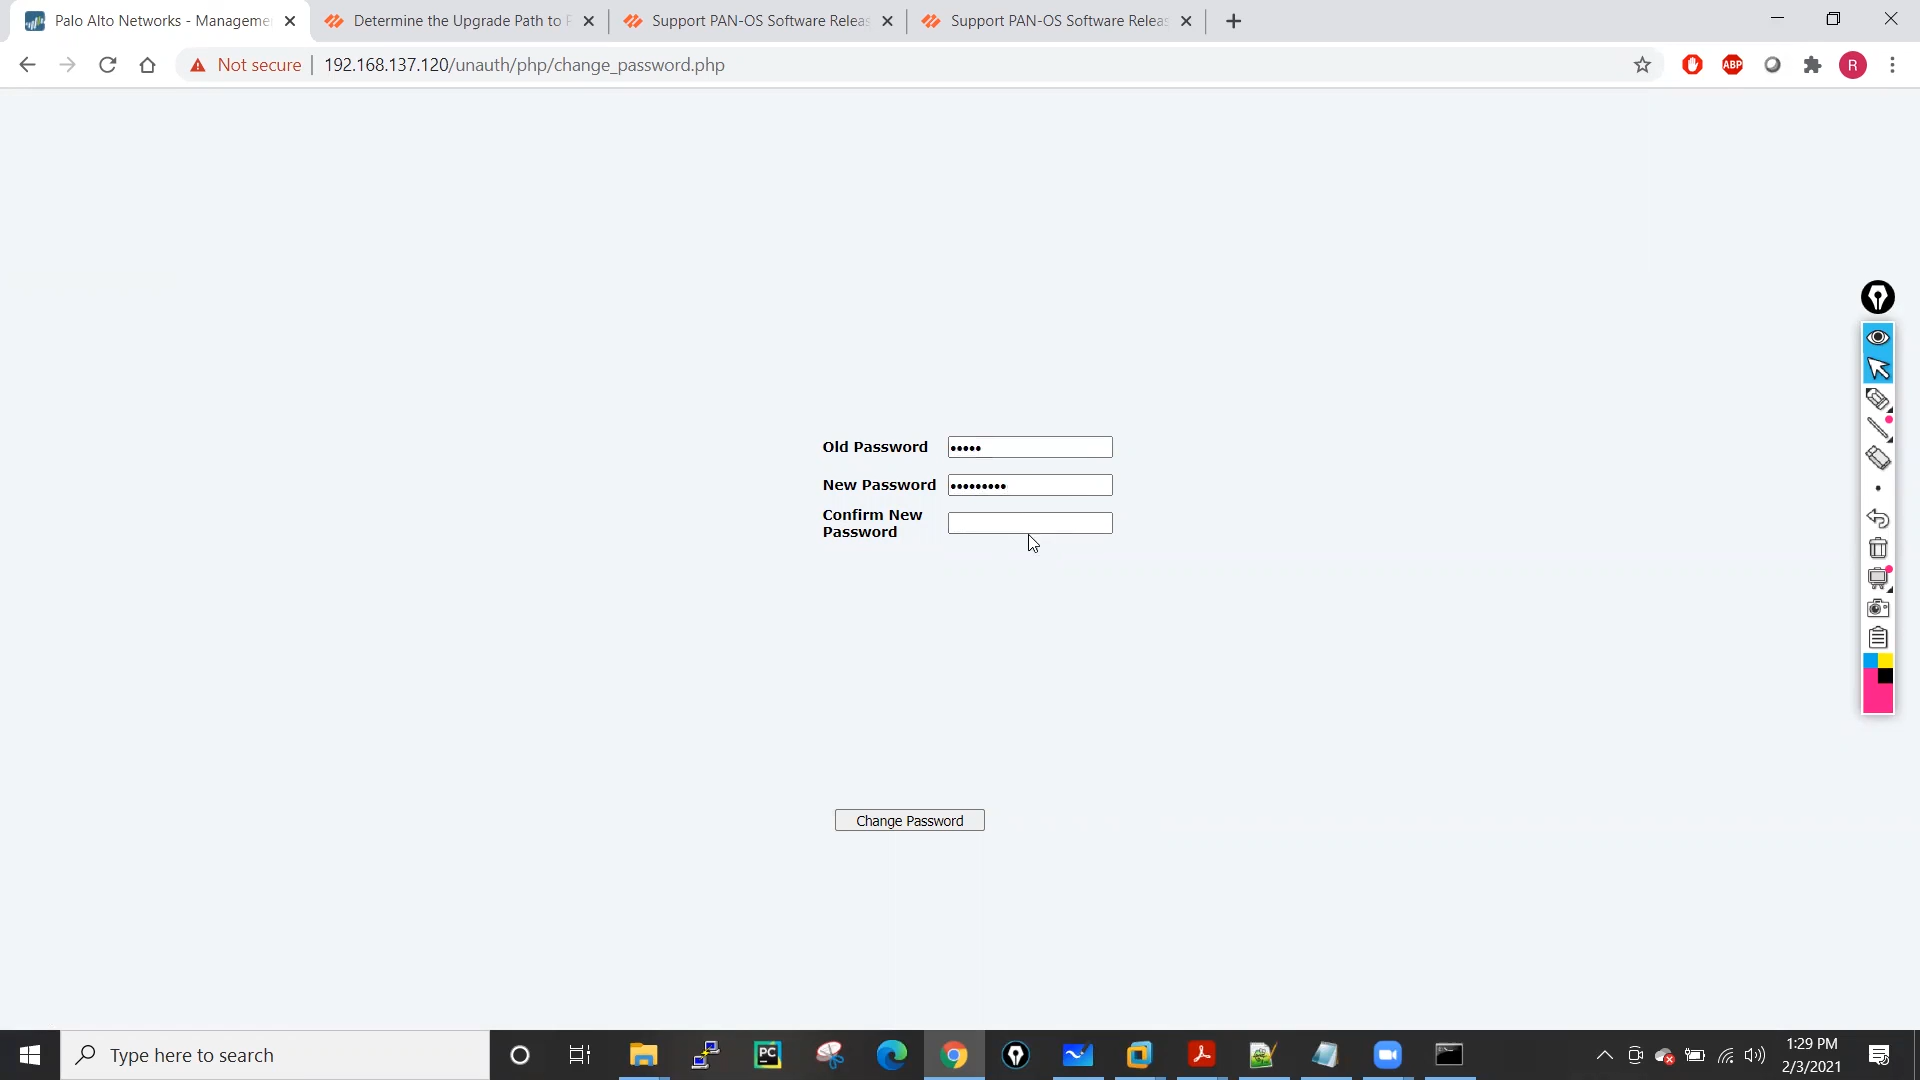 Palo Alto Networks - Manageme
Determine the Upgrade Path to P
Support PAN-OS Software Releas
Support PAN-OS Software Releas
Not secure
192.168.137.120/unauth/php/change_password.php
ABP
R
Old Password
•••••
New Password
•••••••••
Confirm New
Password
Change Password
Type here to search
PC
1:29 PM
2/3/2021